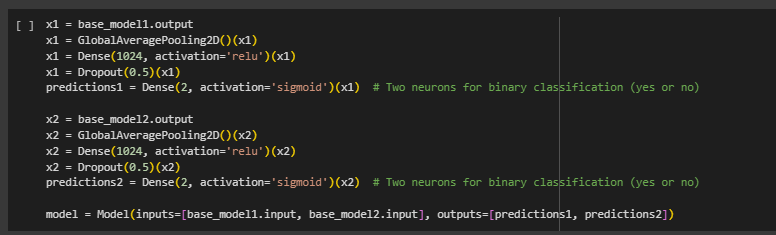 [ ] x1 = base_model1.output
x1 = GlobalAveragePooling2D()(x1)
x1 = Dense(1024, activation='relu')(x1)
x1 = Dropout(0.5)(x1)
predictions1 = Dense(2, activation='sigmoid')(x1)  # Two neurons for binary classification (yes or no)

x2 = base_model2.output
x2 = GlobalAveragePooling2D()(x2)
x2 = Dense(1024, activation='relu')(x2)
x2 = Dropout(0.5)(x2)
predictions2 = Dense(2, activation='sigmoid')(x2)  # Two neurons for binary classification (yes or no)

model = Model(inputs=[base_model1.input, base_model2.input], outputs=[predictions1, predictions2])